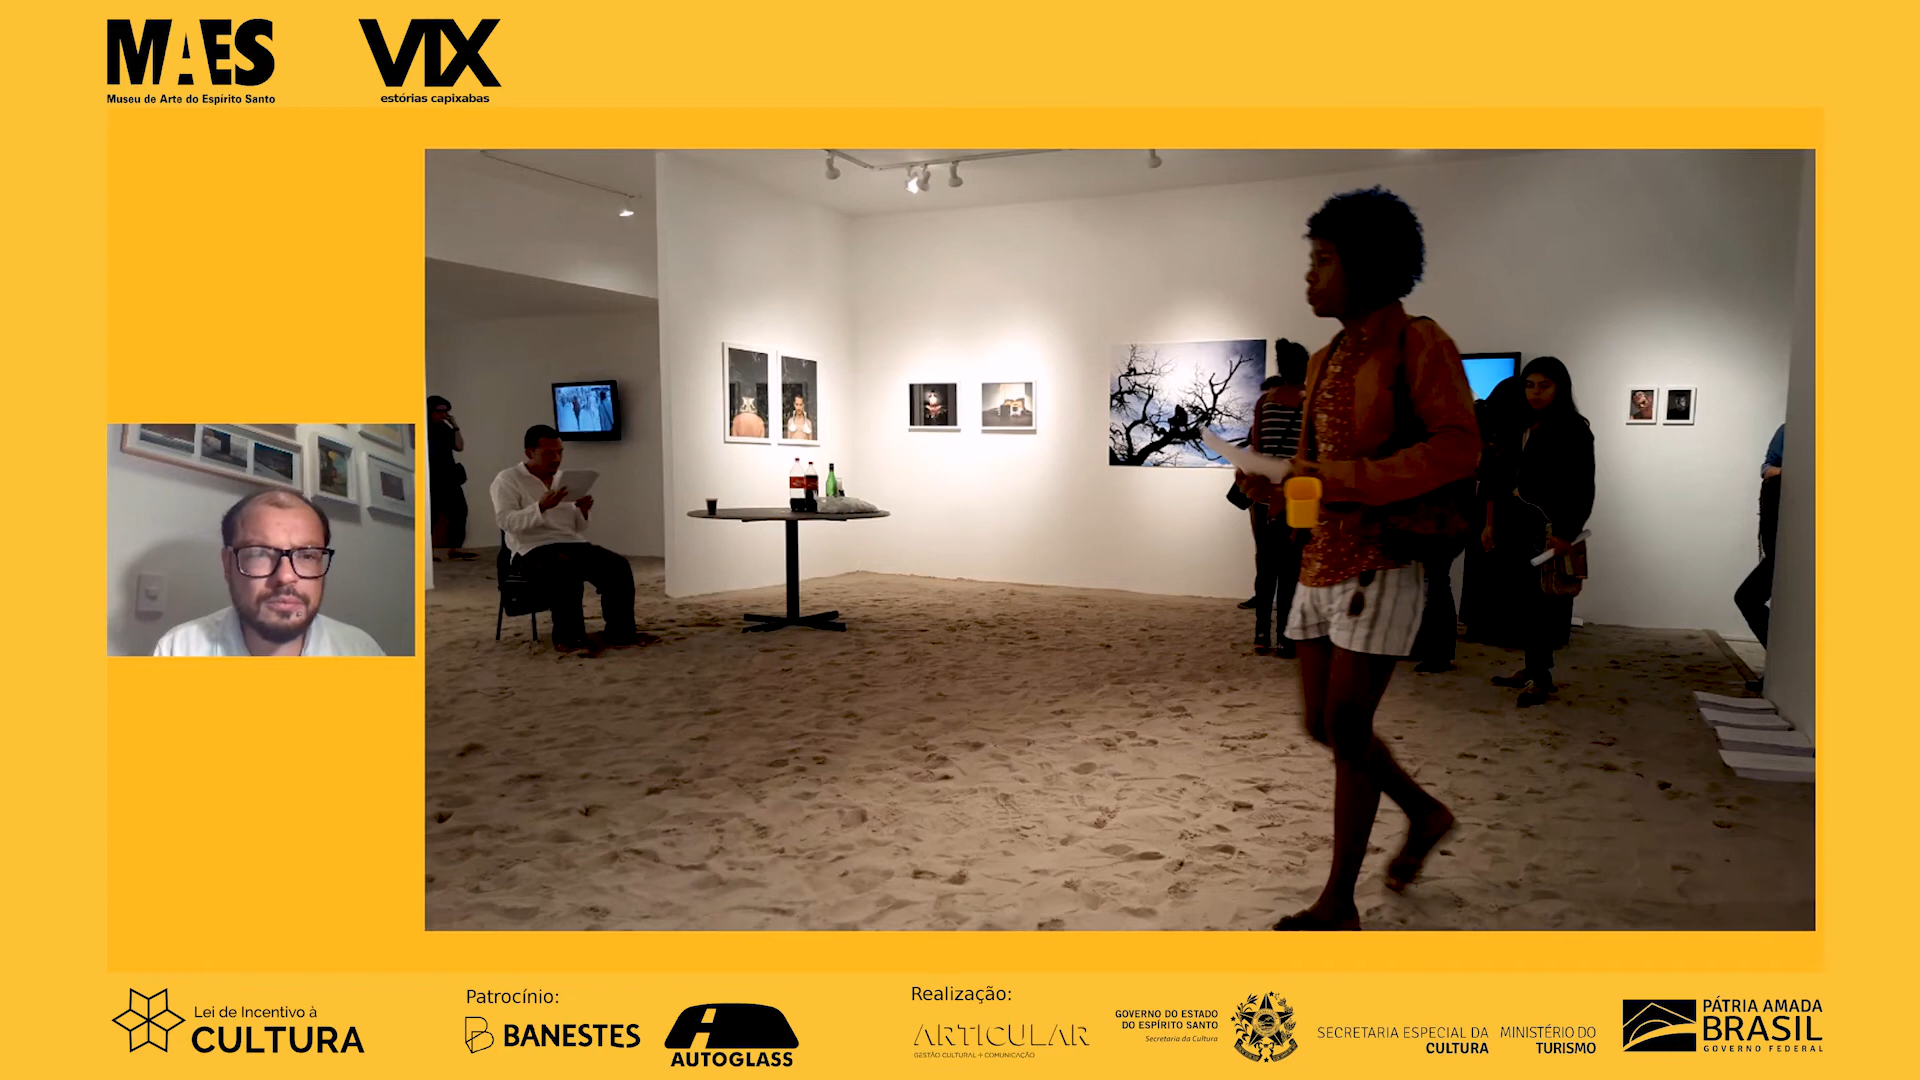 MAES
Museu de Arte do Espírito Santo
VIX
estórias capixabas
Lei de Incentivo à
CULTURA
Patrocínio:
BANESTES
AUTOGLASS
Realização:
ARTICULAR
GESTÃO CULTURAL + COMUNICAÇÃO
GOVERNO DO ESTADO
DO ESPÍRITO SANTO
Secretaria da Cultura
SECRETARIA ESPECIAL DA
CULTURA
MINISTÉRIO DO
TURISMO
PÁTRIA AMADA
BRASIL
GOVERNO FEDERAL